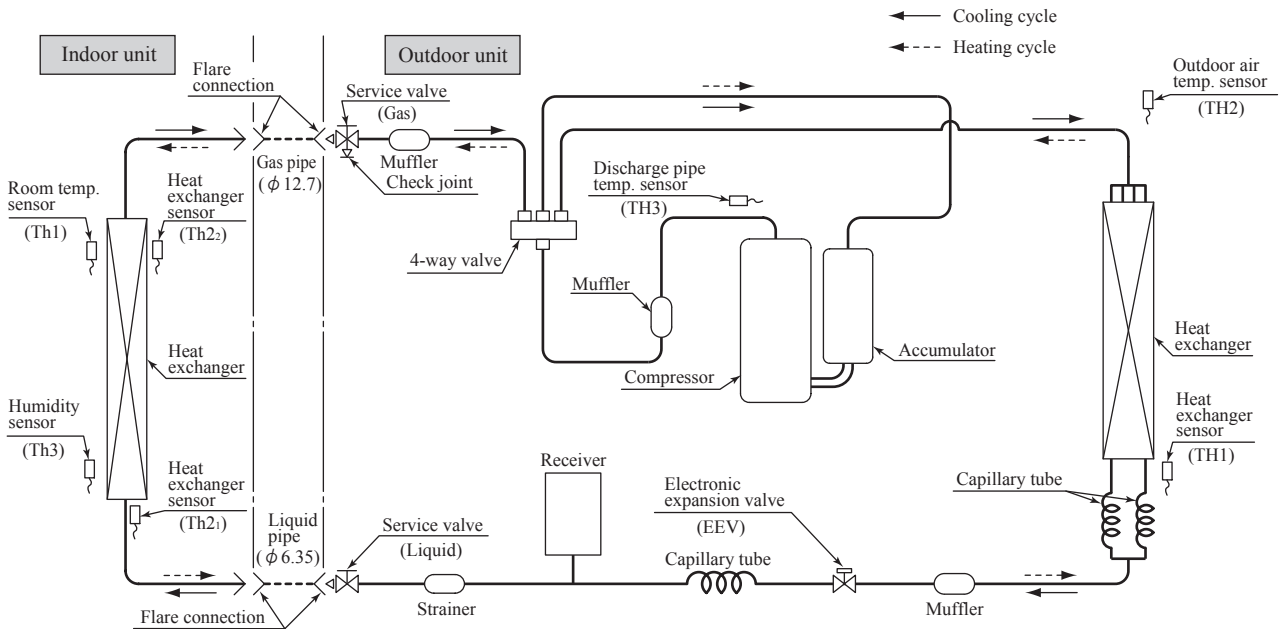 Cooling cycle
Heating cycle
Indoor unit
Outdoor unit
Flare
connection
Service valve
(Gas)
Outdoor air
temp. sensor
(TH2)
Gas pipe
(ϕ 12.7)
Muffler
Check joint
Discharge pipe
temp. sensor
(TH3)
Room temp.
sensor
(Th1)
Heat
exchanger
sensor
(Th2₂)
4-way valve
Muffler
Heat
exchanger
Compressor
Accumulator
Heat
exchanger
Humidity
sensor
(Th3)
Heat
exchanger
sensor
(Th2₁)
Heat
exchanger sensor
(TH1)
Receiver
Electronic
expansion valve
(EEV)
Capillary tube
Liquid
pipe
(ϕ 6.35)
Service valve
(Liquid)
Capillary tube
Flare connection
Strainer
Muffler